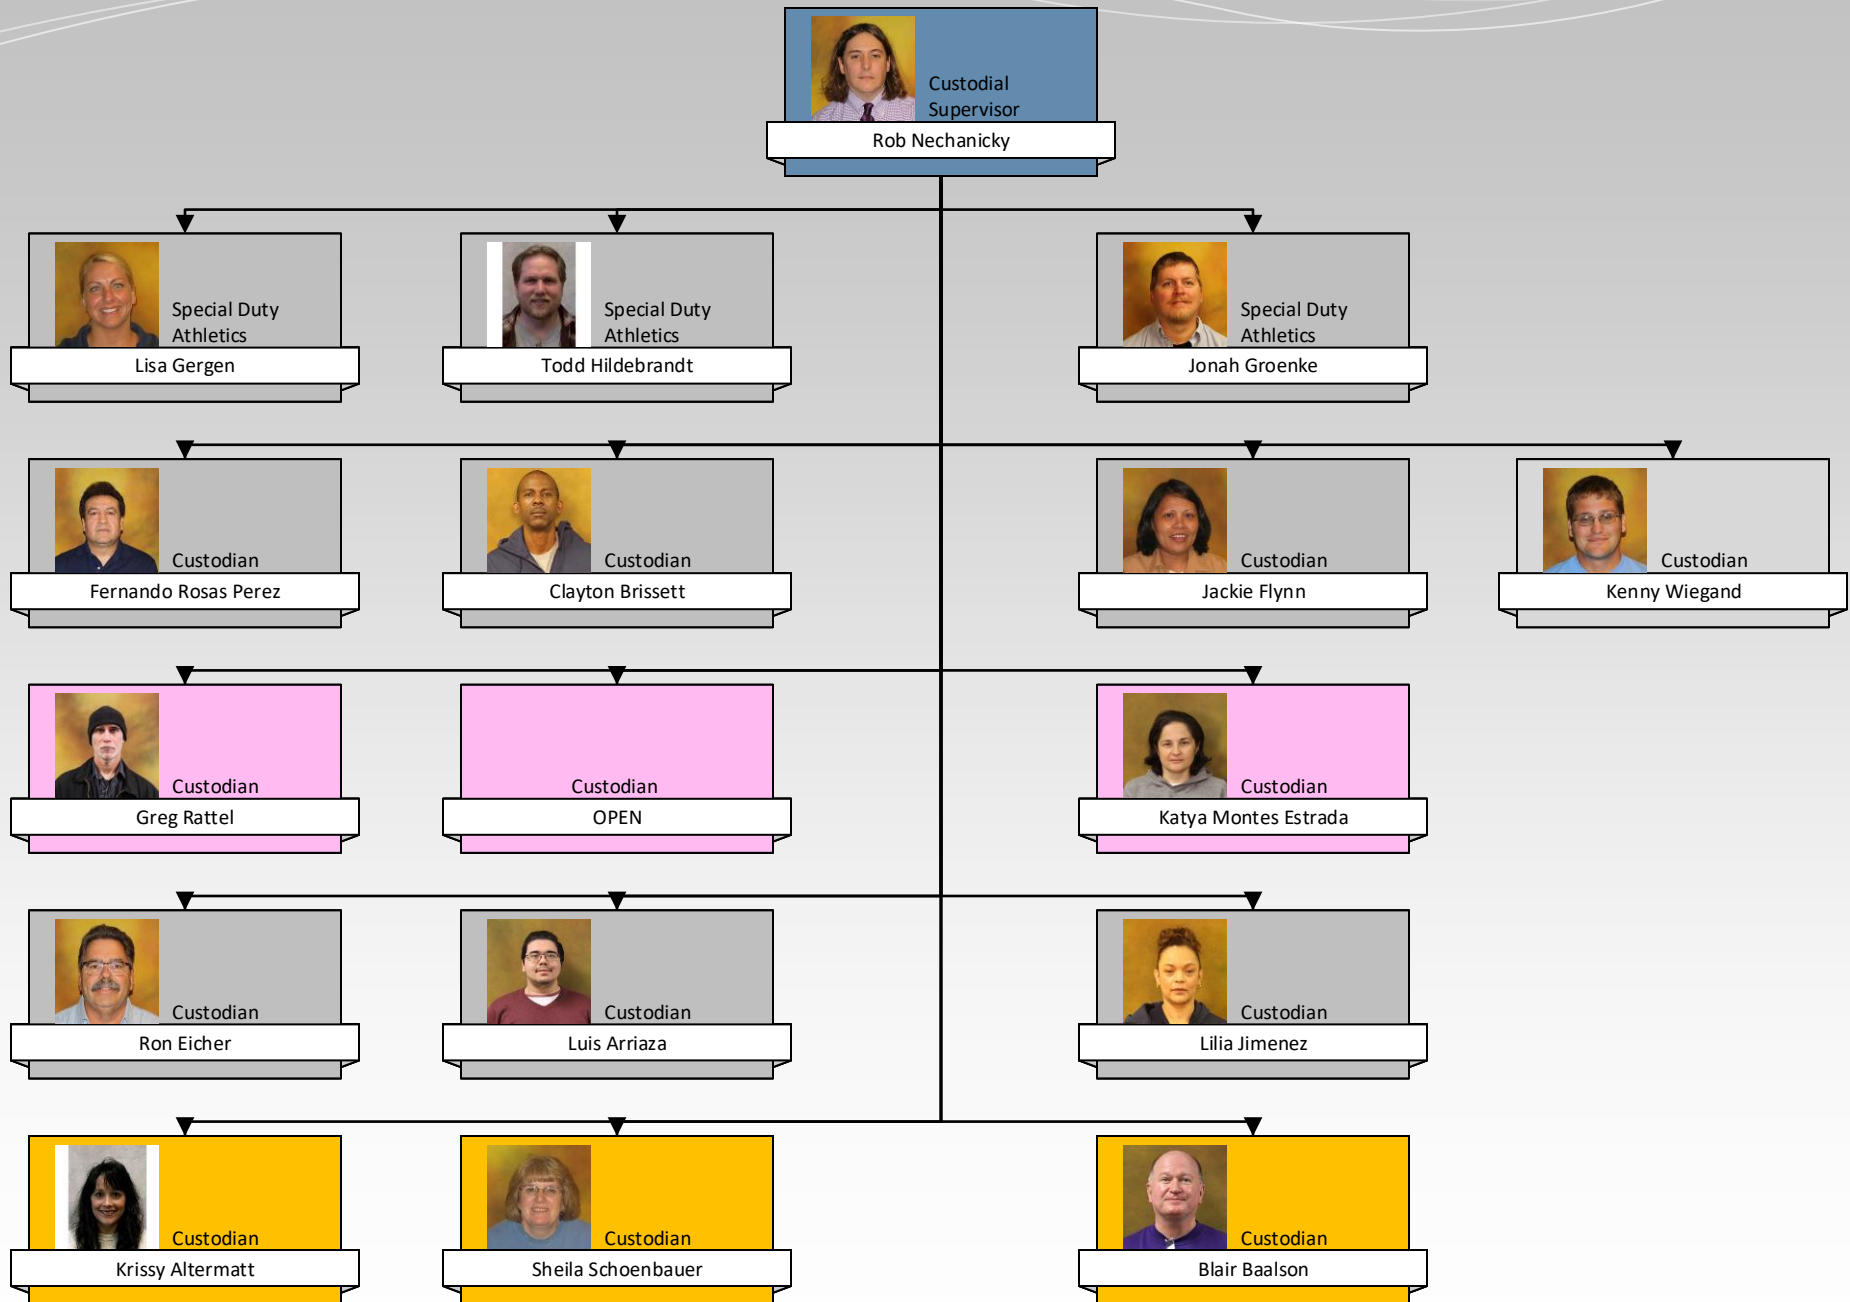 Custodial
Supervisor
Rob Nechanicky
Special Duty
Athletics
Lisa Gergen
Special Duty
Athletics
Todd Hildebrandt
Special Duty
Athletics
Jonah Groenke
Custodian
Fernando Rosas Perez
Custodian
Clayton Brissett
Custodian
Jackie Flynn
Custodian
Kenny Wiegand
Custodian
Greg Rattel
Custodian
OPEN
Custodian
Katya Montes Estrada
Custodian
Ron Eicher
Custodian
Luis Arriaza
Custodian
Lilia Jimenez
Custodian
Krissy Altermatt
Custodian
Sheila Schoenbauer
Custodian
Blair Baalson